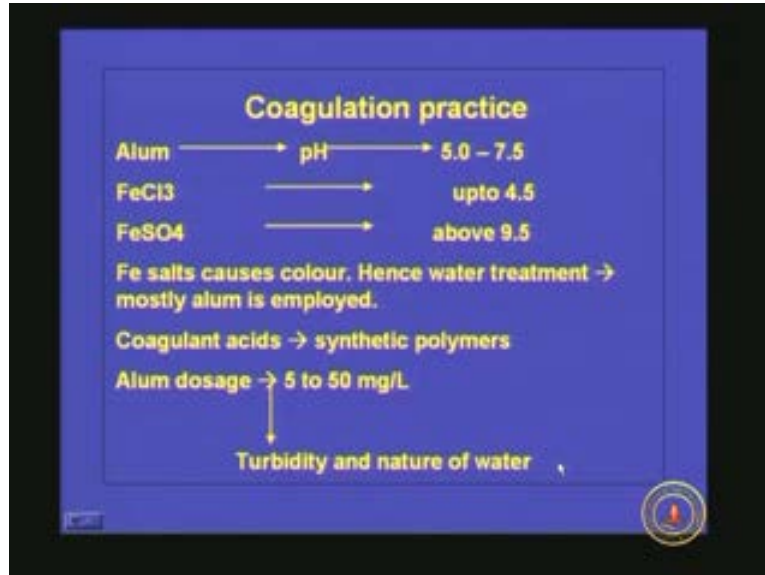 Coagulation practice
Alum → pH → 5.0 – 7.5
FeCl3 → upto 4.5
FeSO4 → above 9.5
Fe salts causes colour. Hence water treatment →
mostly alum is employed.
Coagulant acids → synthetic polymers
Alum dosage → 5 to 50 mg/L
Turbidity and nature of water